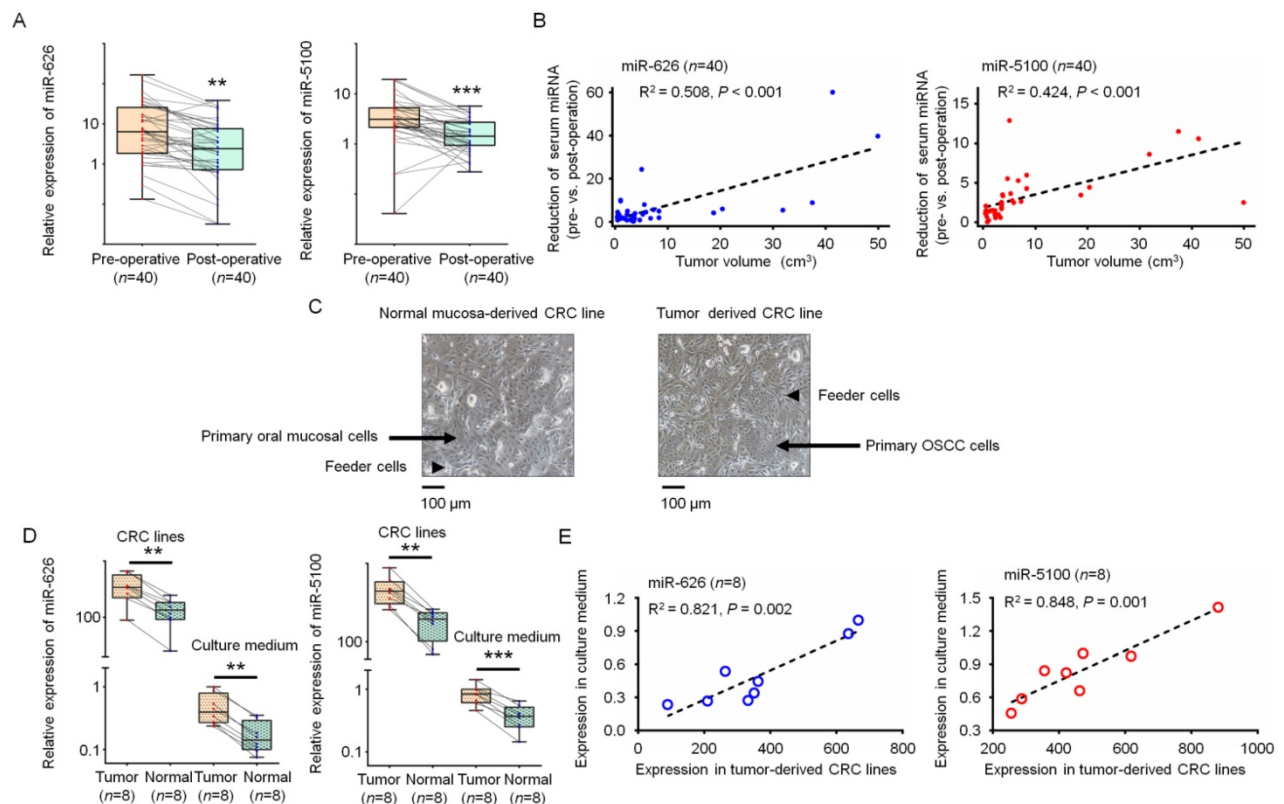 A
Relative expression of miR-626
10
1
**
Pre-operative
(n=40)
Post-operative
(n=40)
Relative expression of miR-5100
10
1
***
Pre-operative
(n=40)
Post-operative
(n=40)
B
Reduction of serum miRNA
(pre- vs. post-operation)
miR-626 (n=40)
R² = 0.508, P < 0.001
60
40
20
0
0 10 20 30 40 50
Tumor volume (cm³)
Reduction of serum miRNA
(pre- vs. post-operation)
miR-5100 (n=40)
R² = 0.424, P < 0.001
15
10
5
0
0 10 20 30 40 50
Tumor volume (cm³)
C
Normal mucosa-derived CRC line
Primary oral mucosal cells
Feeder cells
100 µm
Tumor derived CRC line
Feeder cells
Primary OSCC cells
100 µm
D
Relative expression of miR-626
CRC lines
**
100
Culture medium
**
1
0.1
Tumor Normal Tumor Normal
(n=8) (n=8) (n=8) (n=8)
Relative expression of miR-5100
CRC lines
**
100
Culture medium
***
1
0.1
Tumor Normal Tumor Normal
(n=8) (n=8) (n=8) (n=8)
E
Expression in culture medium
miR-626 (n=8)
R² = 0.821, P = 0.002
1.2
0.9
0.6
0.3
0.0
0 200 400 600 800
Expression in tumor-derived CRC lines
Expression in culture medium
miR-5100 (n=8)
R² = 0.848, P = 0.001
1.5
1.2
0.9
0.6
0.3
200 400 600 800 1000
Expression in tumor-derived CRC lines